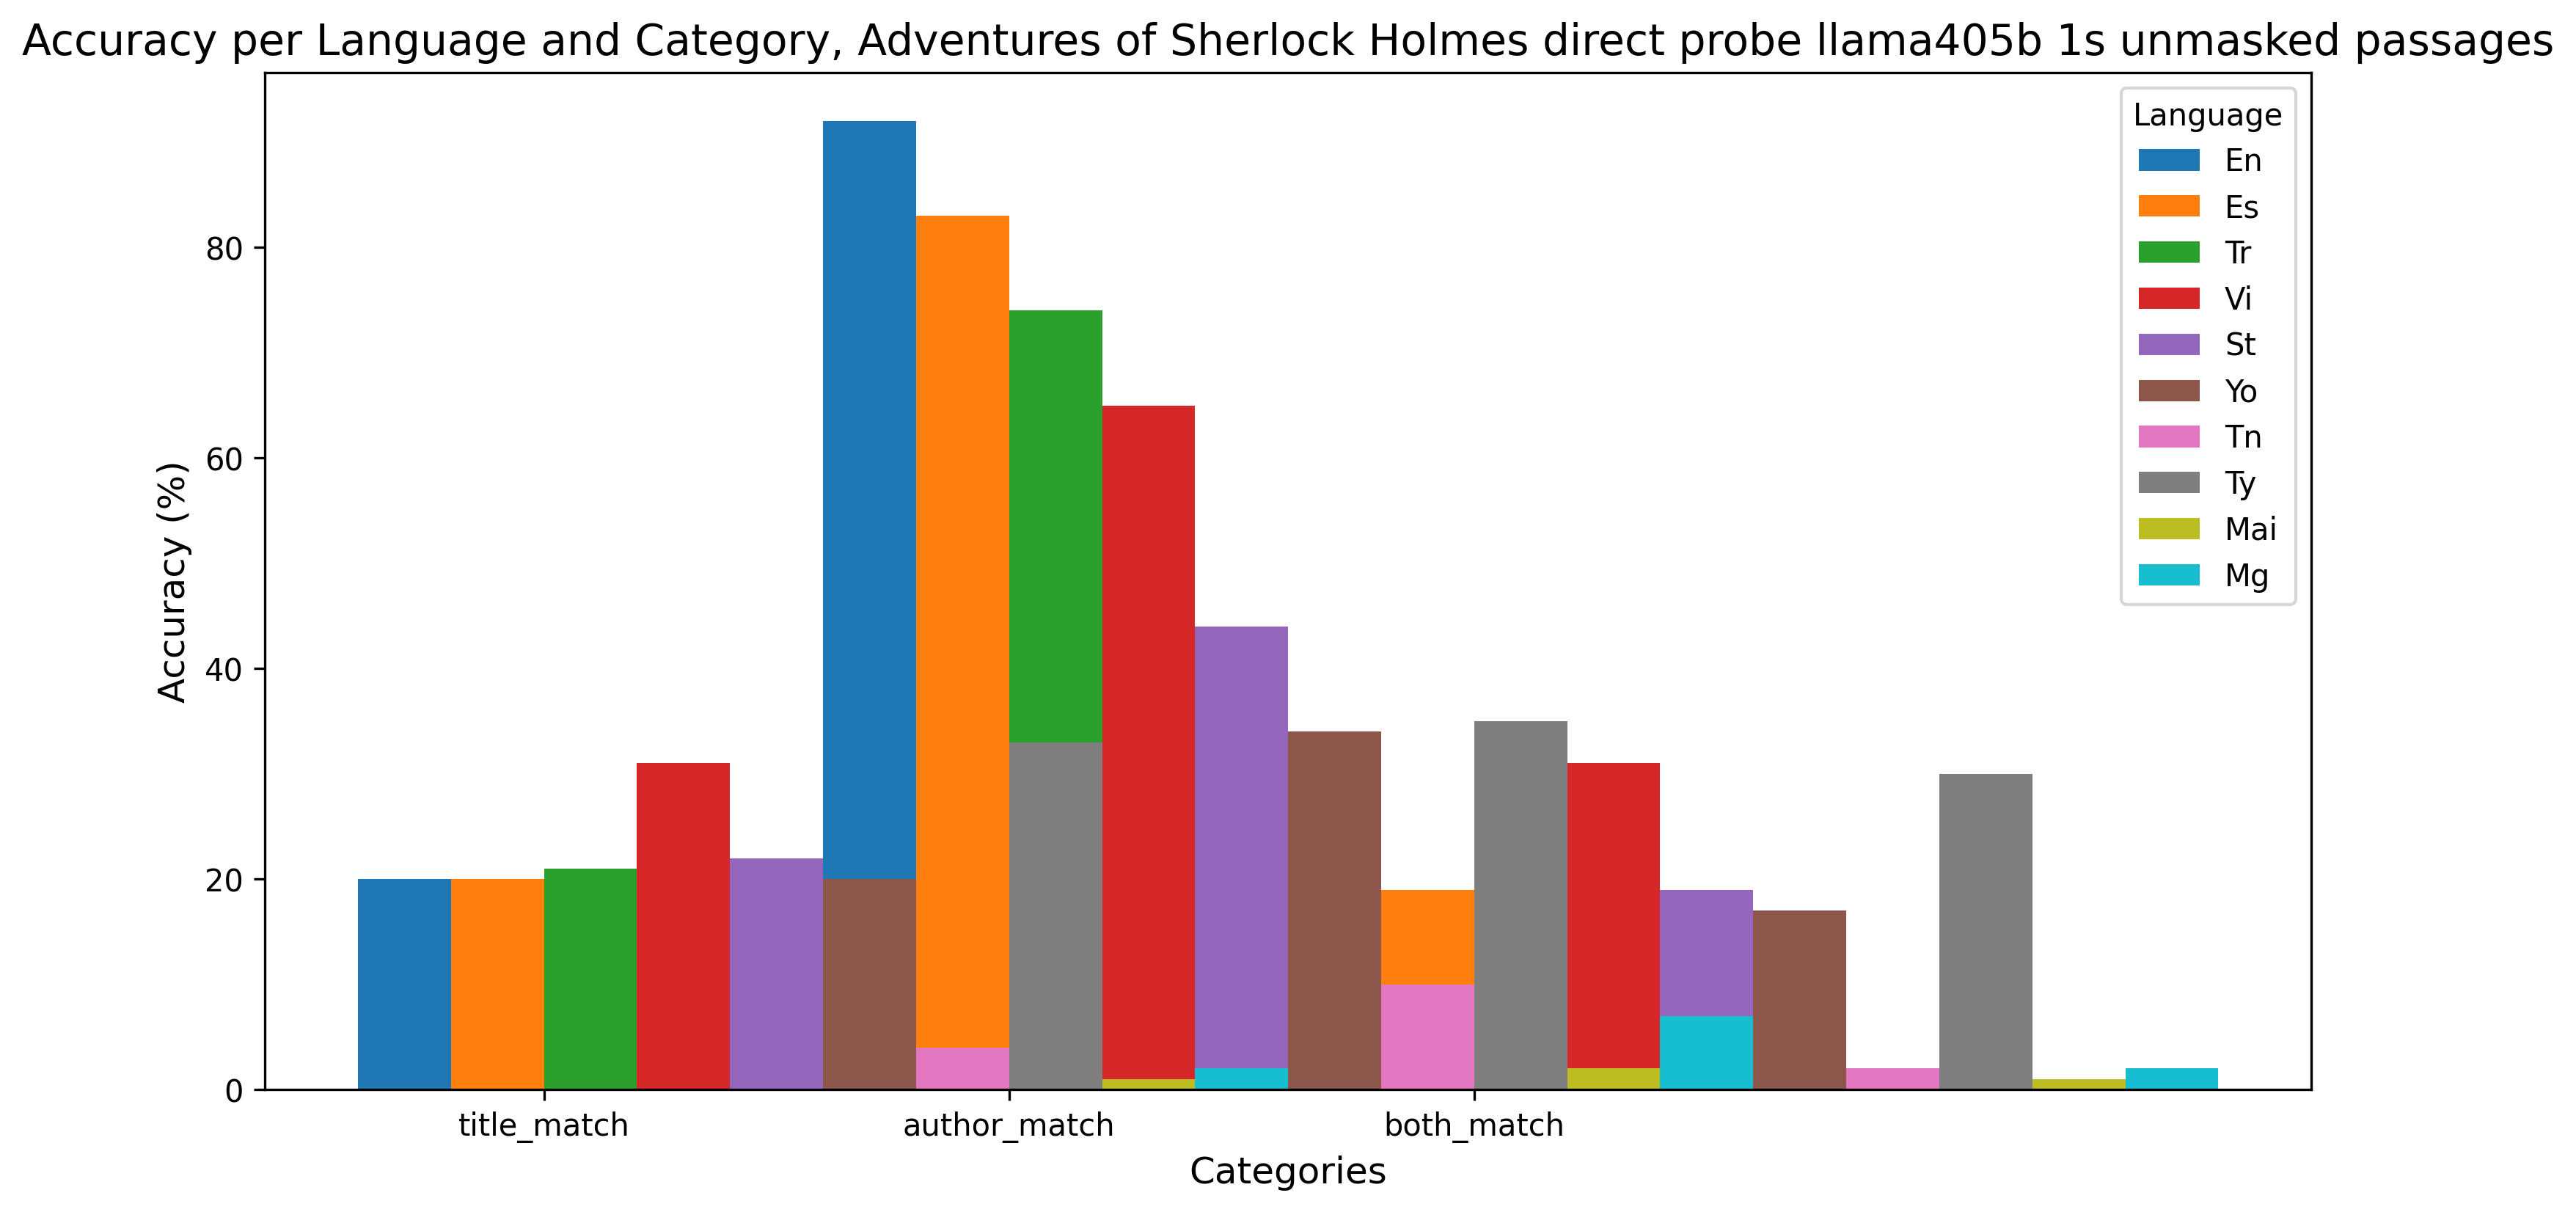 Accuracy per Language and Category, Adventures of Sherlock Holmes direct probe llama405b 1s unmasked passages
Accuracy (%)
80
60
40
20
0
title_match
author_match
both_match
Categories
Language
En
Es
Tr
Vi
St
Yo
Tn
Ty
Mai
Mg